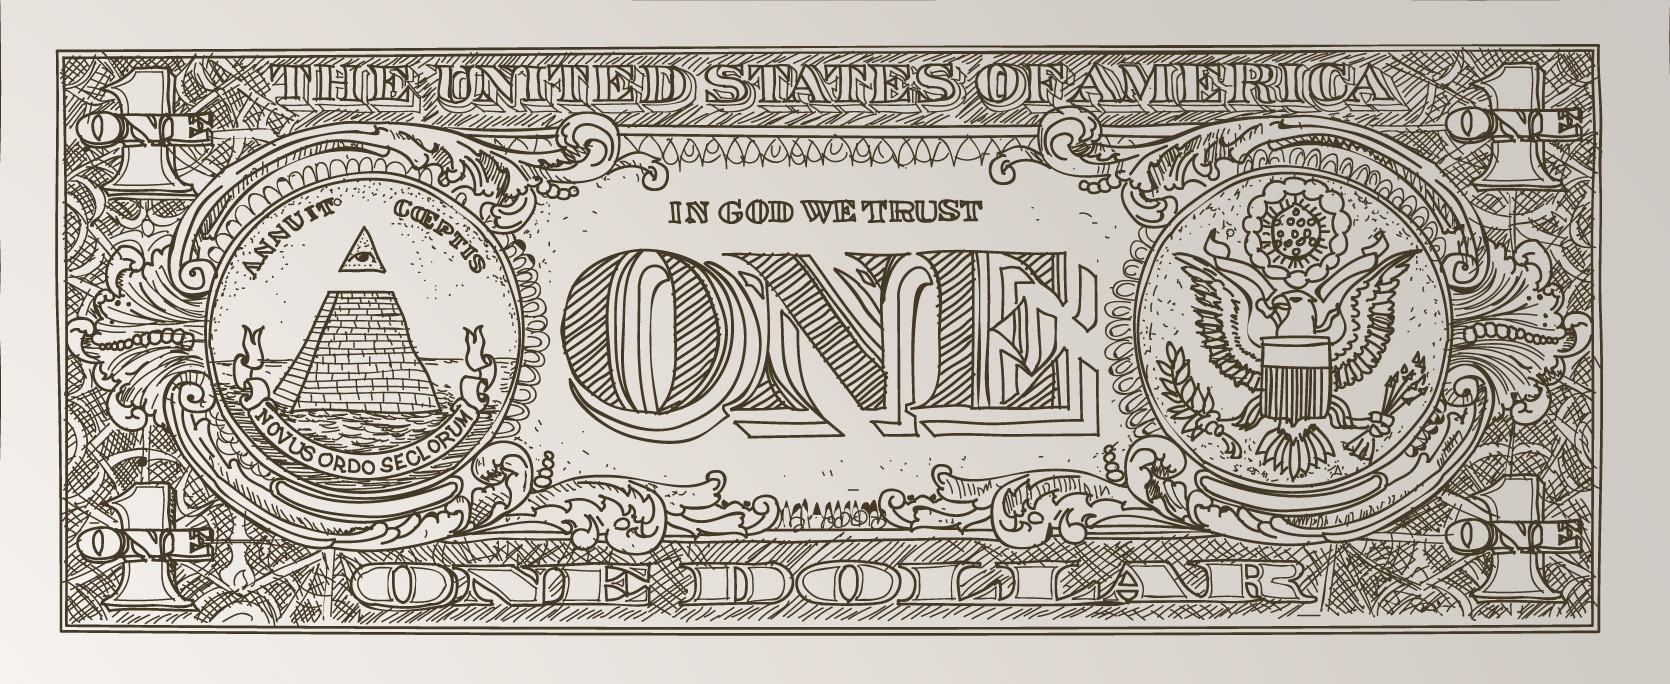 THE UNITED STATES OF AMERICA
1 ONE
1 ONE
ANNUIT CŒPTIS
IN GOD WE TRUST
ONE
NOVUS ORDO SECLORUM
1 ONE
1 ONE
ONE DOLLAR